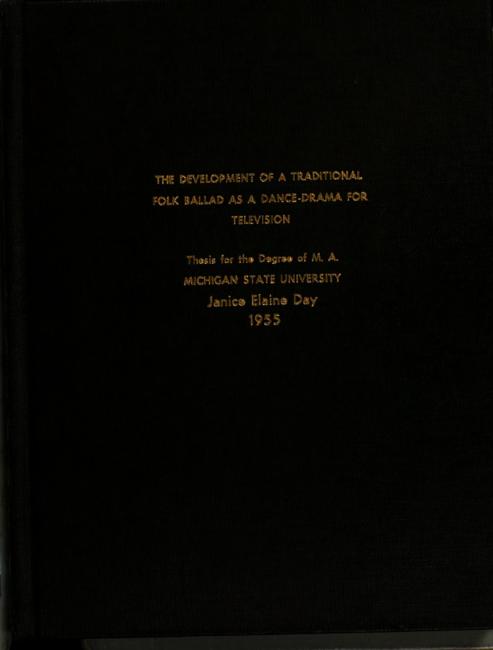 THE DEVELOPMENT OF A TRADITIONAL
FOLK BALLAD AS A DANCE-DRAMA FOR
TELEVISION
Thesis for the Degree of M. A.
MICHIGAN STATE UNIVERSITY
Janice Elaine Day
1955